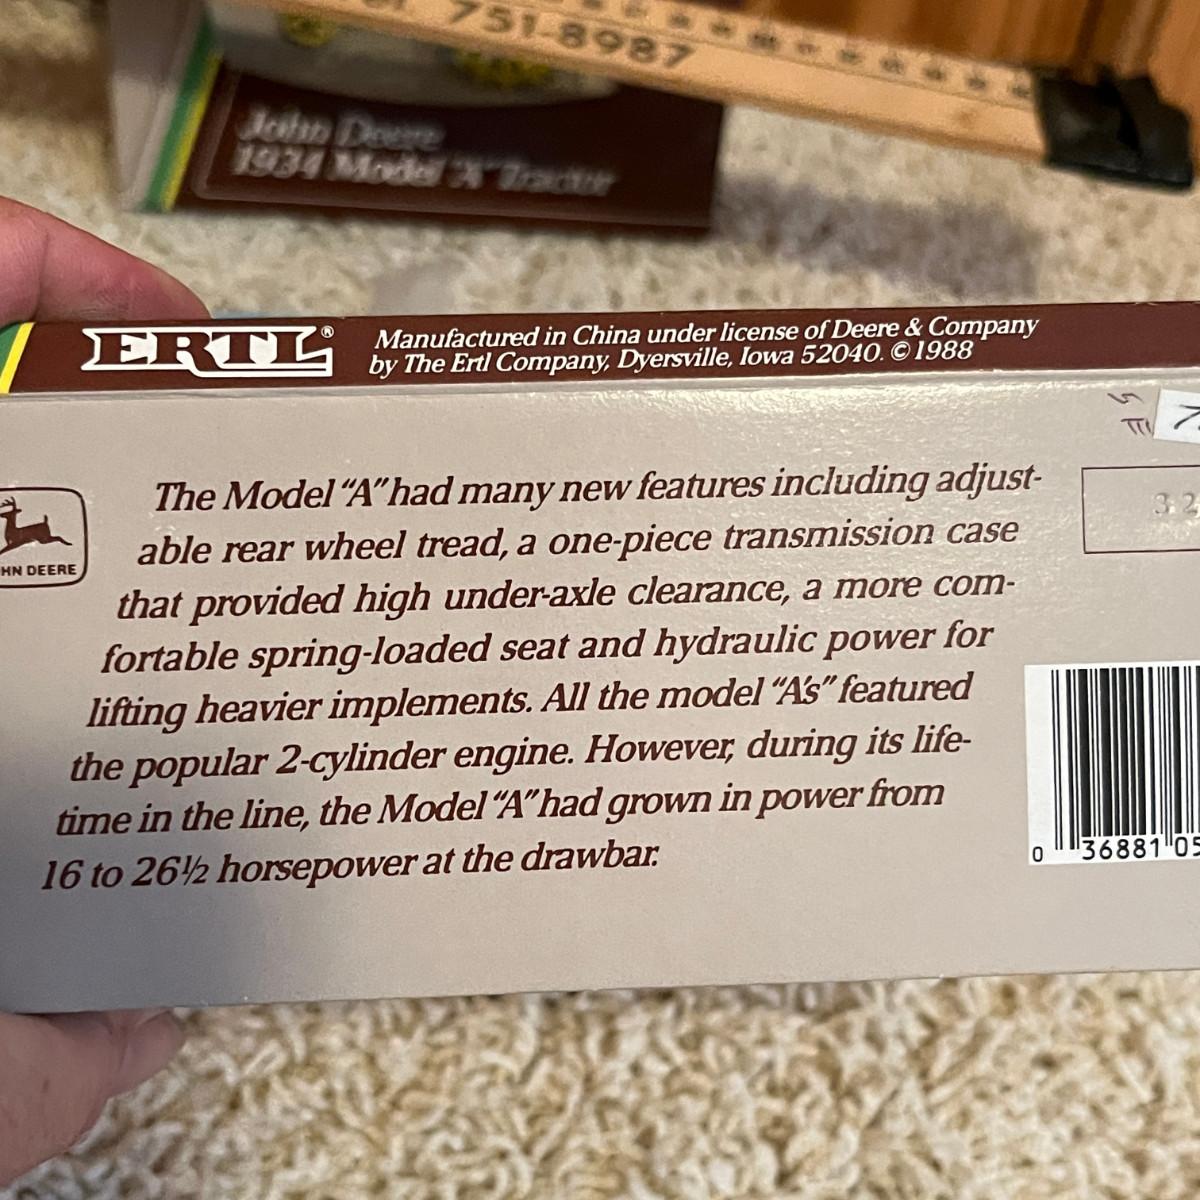 751-8987
John Deere
1934 Model "A" Tractor
ERTL®
Manufactured in China under license of Deere & Company
by The Ertl Company, Dyersville, Iowa 52040. © 1988
The Model “A” had many new features including adjust-
able rear wheel tread, a one-piece transmission case
that provided high under-axle clearance, a more com-
fortable spring-loaded seat and hydraulic power for
lifting heavier implements. All the model “A's” featured
the popular 2-cylinder engine. However, during its life-
time in the line, the Model “A” had grown in power from
16 to 26½ horsepower at the drawbar.
HN DEERE
32
0 36881 05